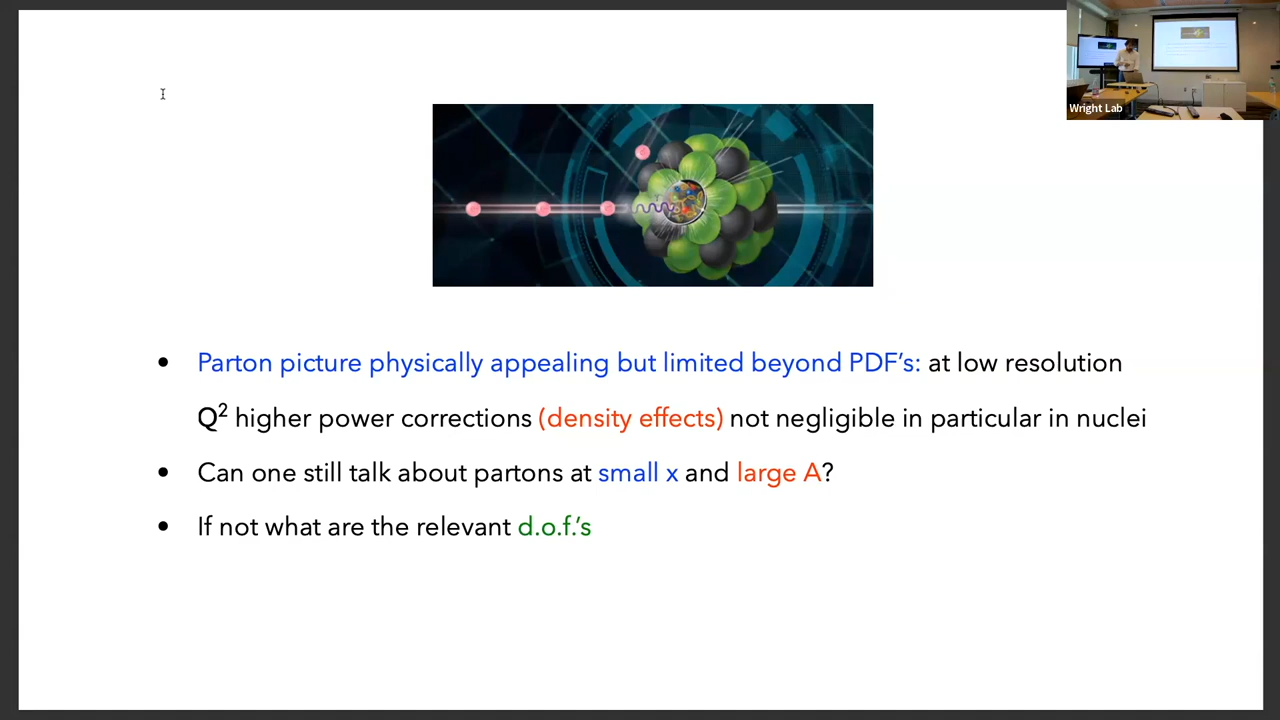 Wright Lab
• Parton picture physically appealing but limited beyond PDF’s: at low resolution
Q² higher power corrections (density effects) not negligible in particular in nuclei
• Can one still talk about partons at small x and large A?
• If not what are the relevant d.o.f.’s